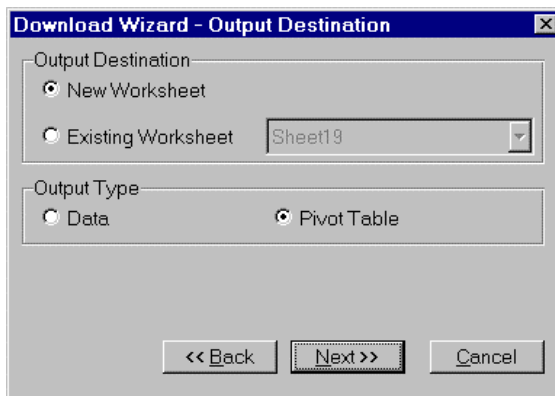 Download Wizard - Output Destination
Output Destination
New Worksheet
Existing Worksheet Sheet19
Output Type
Data Pivot Table
<< Back Next >> Cancel